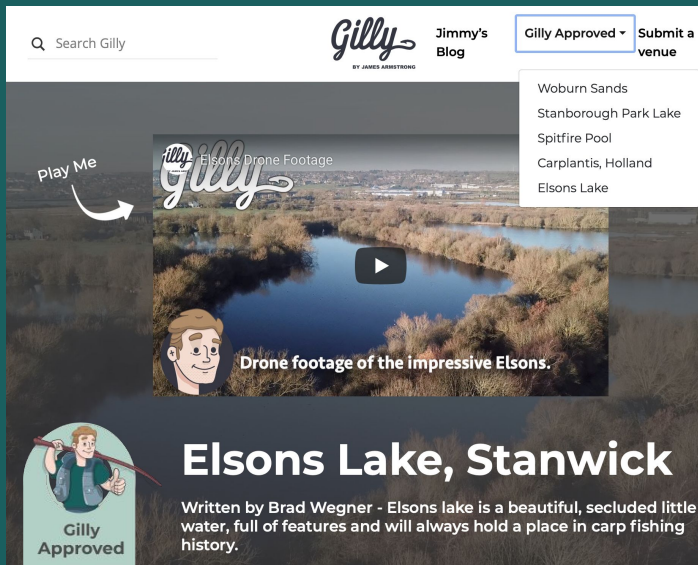 Search Gilly
Gilly
BY JAMES ARMSTRONG
Jimmy's
Blog
Gilly Approved
Submit a
venue
Woburn Sands
Stanborough Park Lake
Spitfire Pool
Carplantis, Holland
Elsons Lake
Play Me
Gilly
Elsons Drone Footage
Gilly
Drone footage of the impressive Elsons.
Gilly
Approved
Elsons Lake, Stanwick
Written by Brad Wegner - Elsons lake is a beautiful, secluded little
water, full of features and will always hold a place in carp fishing
history.